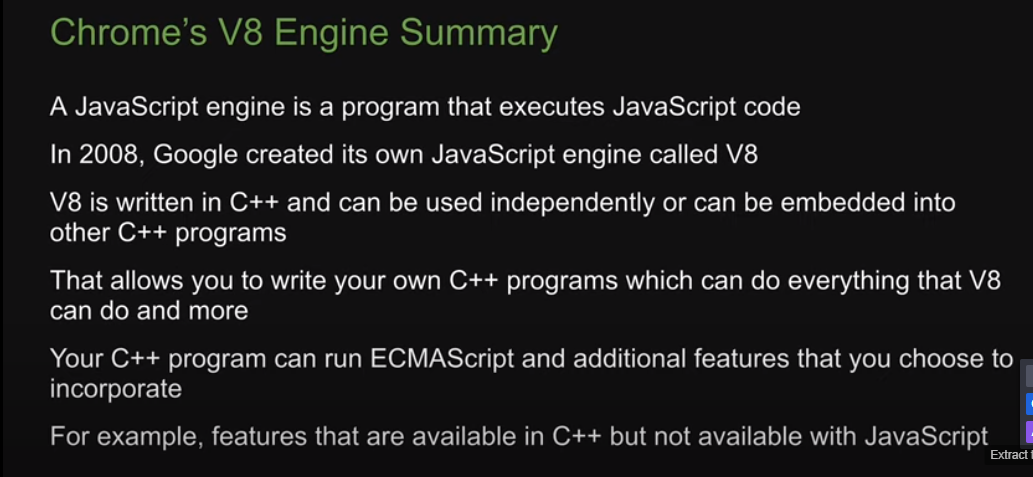 Chrome’s V8 Engine Summary
A JavaScript engine is a program that executes JavaScript code
In 2008, Google created its own JavaScript engine called V8
V8 is written in C++ and can be used independently or can be embedded into
other C++ programs
That allows you to write your own C++ programs which can do everything that V8
can do and more
Your C++ program can run ECMAScript and additional features that you choose to
incorporate
For example, features that are available in C++ but not available with JavaScript
Extract